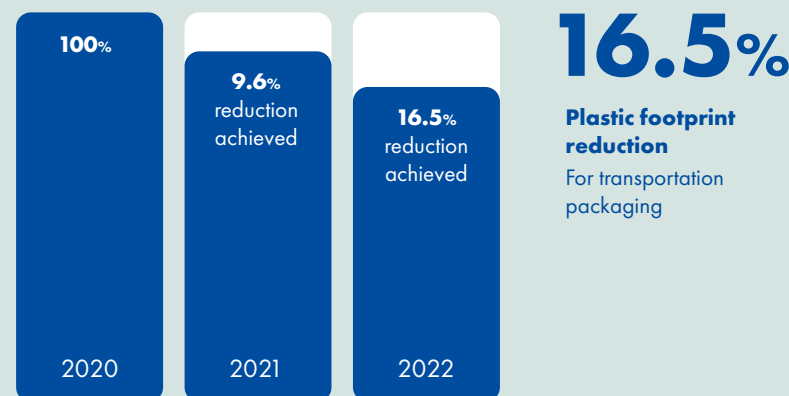 100%
2020
9.6%
reduction
achieved
2021
16.5%
reduction
achieved
2022
16.5%
Plastic footprint
reduction
For transportation
packaging